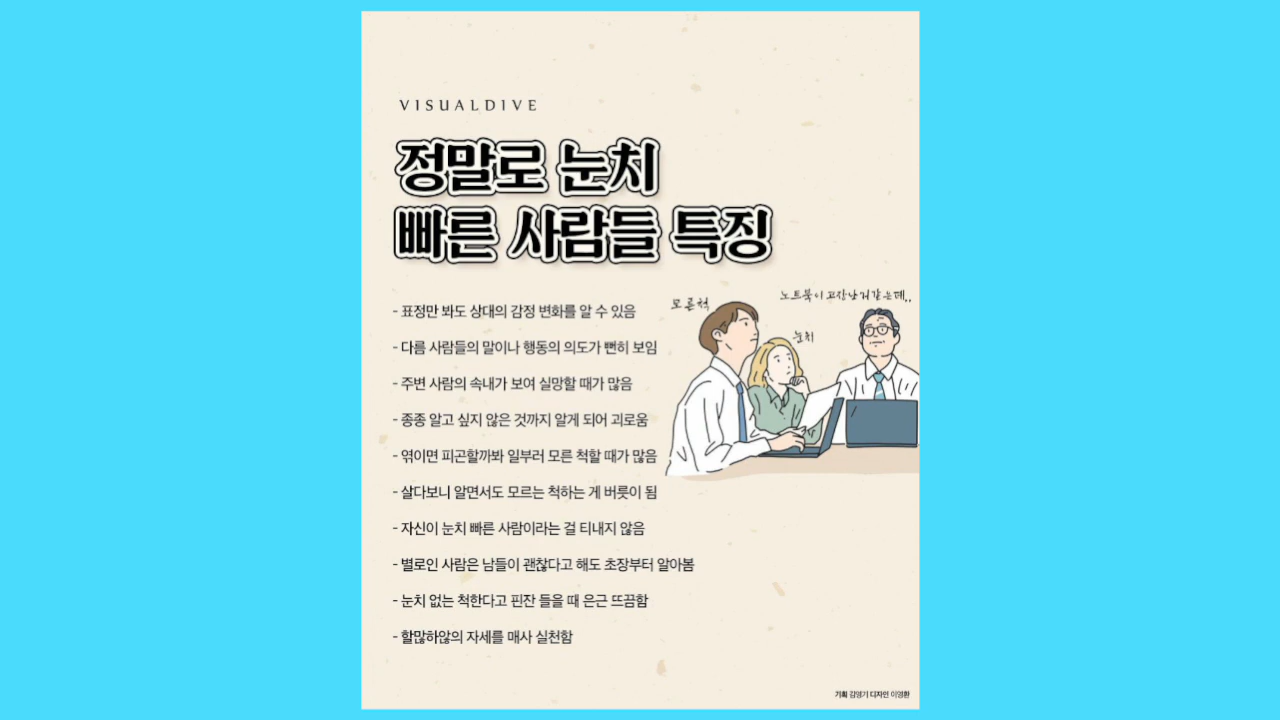 VISUALDIVE
정말로 눈치
빠른 사람들 특징
- 표정만 봐도 상대의 감정 변화를 알 수 있음
- 다름 사람들의 말이나 행동의 의도가 뻔히 보임
- 주변 사람의 속내가 보여 실망할 때가 많음
- 종종 알고 싶지 않은 것까지 알게 되어 괴로움
- 엮이면 피곤할까봐 일부러 모른 척할 때가 많음
- 살다보니 알면서도 모르는 척하는 게 버릇이 됨
- 자신이 눈치 빠른 사람이라는 걸 티내지 않음
- 별로인 사람은 남들이 괜찮다고 해도 초장부터 알아봄
- 눈치 없는 척한다고 핀잔 들을 때 은근 뜨끔함
- 할많하않의 자세를 매사 실천함
모른척
노트북이 고장난거같은데..
눈치
기획 김영기 디자인 이영환